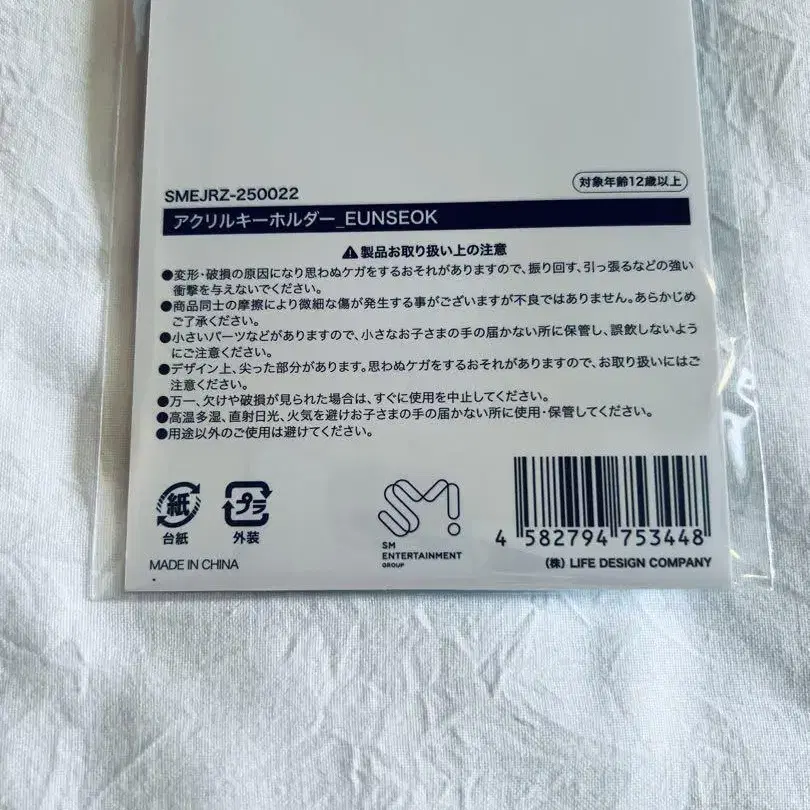 SMEJRZ-250022
対象年齢12歳以上
アクリルキーホルダー_EUNSEOK
⚠製品お取り扱い上の注意
●変形・破損の原因になり思わぬケガをするおそれがありますので、振り回す、引っ張るなどの強い
衝撃を与えないでください。
●商品同士の摩擦により微細な傷が発生する事がございますが不良ではありません。あらかじめ
ご了承ください。
●小さいパーツなどがありますので、小さなお子さまの手の届かない所に保管し、誤飲しないよう
にご注意ください。
●デザイン上、尖った部分があります。思わぬケガをするおそれがありますので、お取り扱いにはご
注意ください。
●万一、欠けや破損が見られた場合は、すぐに使用を中止してください。
●高温多湿、直射日光、火気を避けお子さまの手の届かない所に使用・保管してください。
●用途以外のご使用は避けてください。
紙
台紙
プラ
外装
SM
SM
ENTERTAINMENT
GROUP
4 582794 753448
MADE IN CHINA
(株) LIFE DESIGN COMPANY